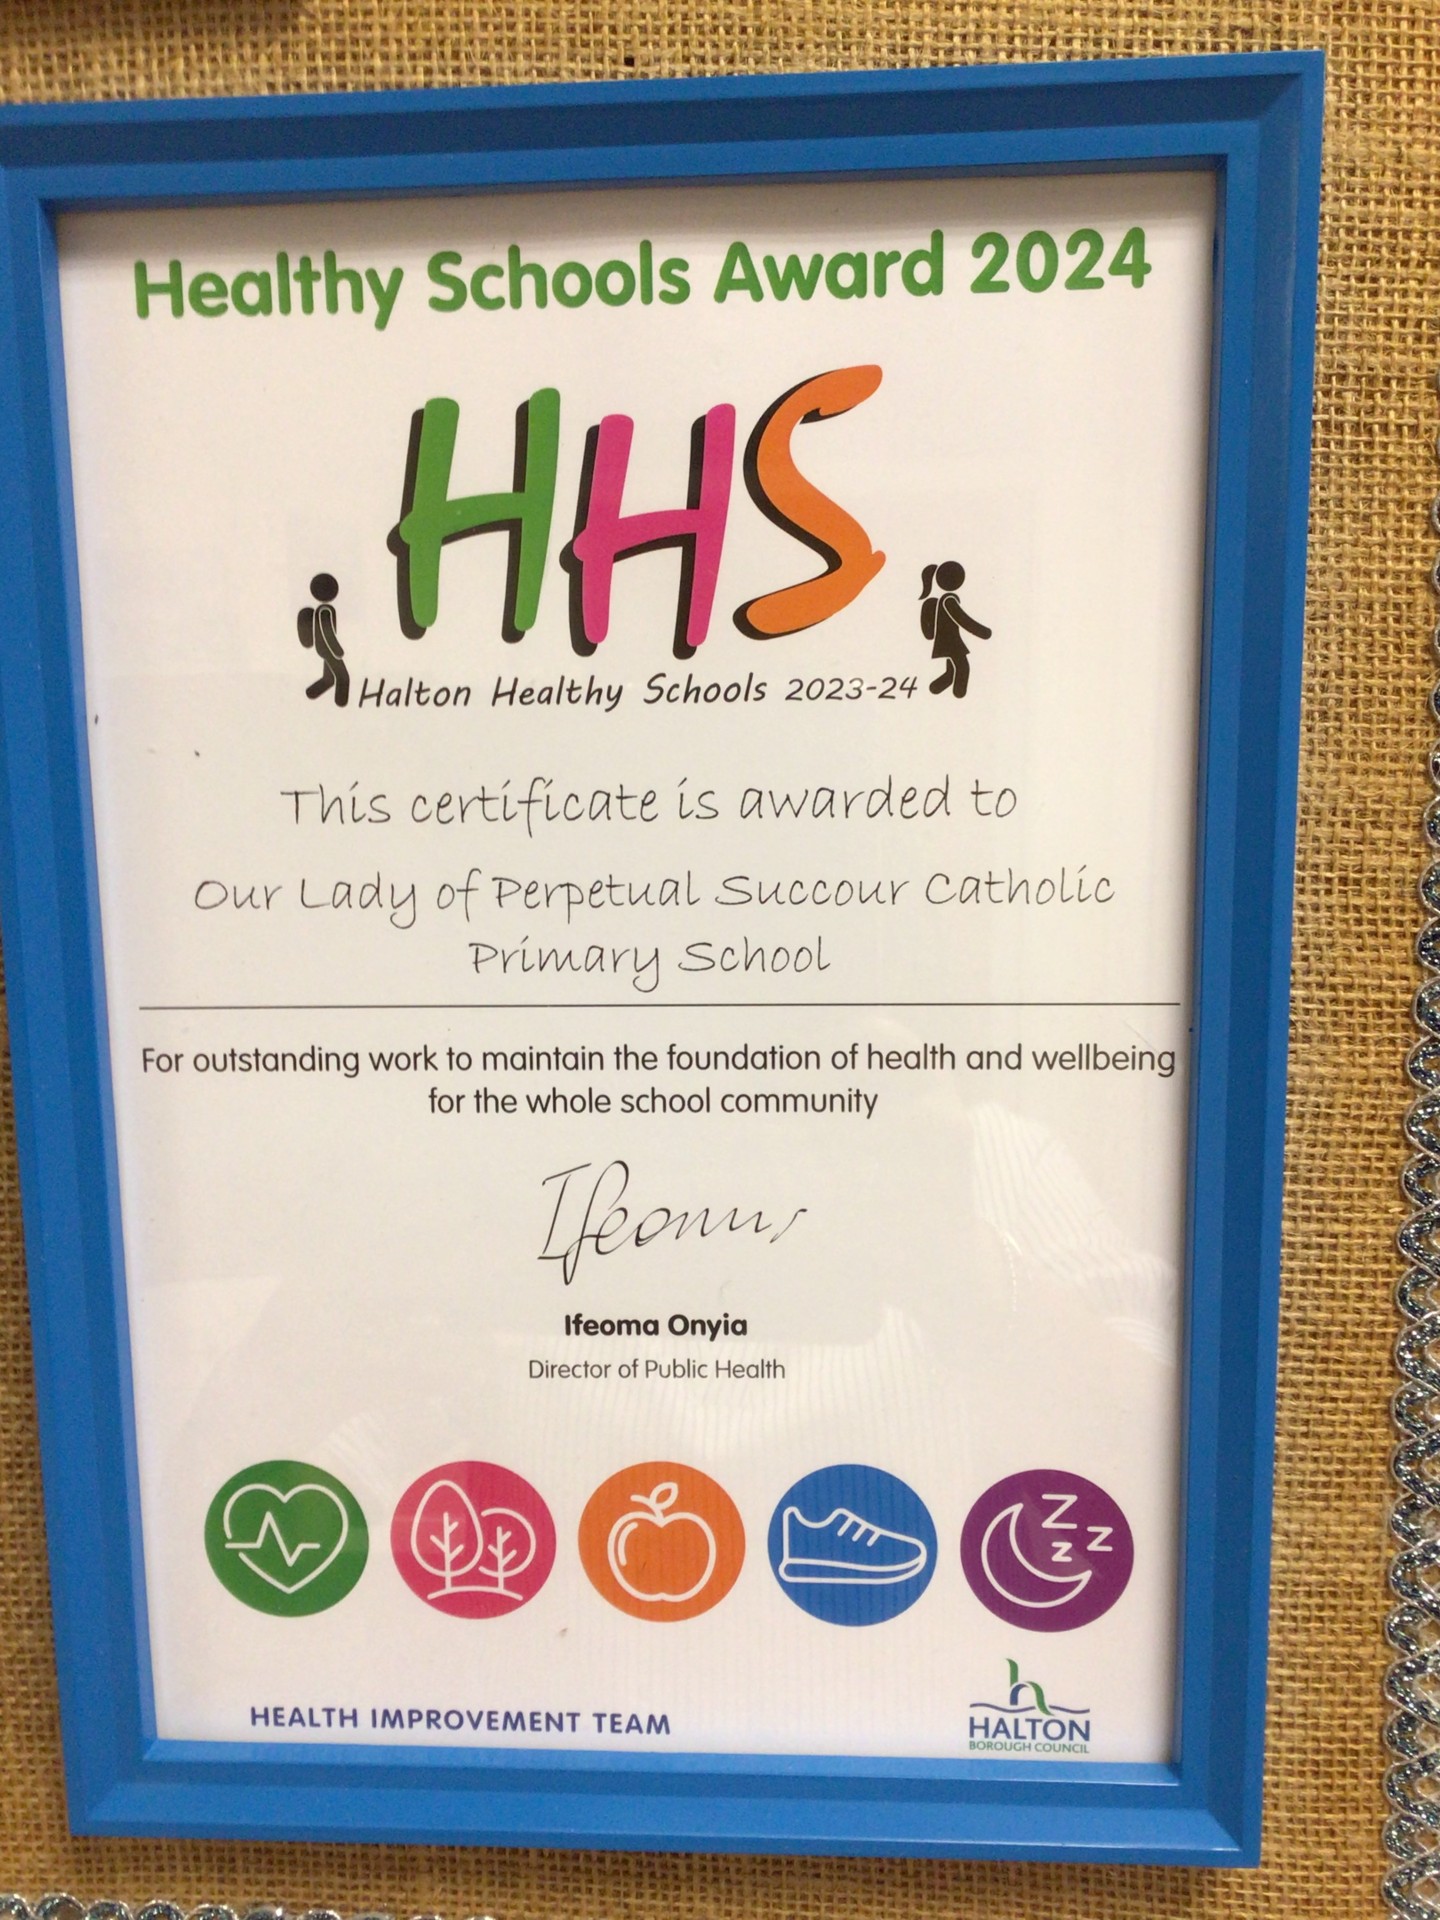 Healthy Schools Award 2024
HHS
Halton Healthy Schools 2023-24
This certificate is awarded to
Our Lady of Perpetual Succour Catholic
Primary School
For outstanding work to maintain the foundation of health and wellbeing
for the whole school community
Ifeoma
Ifeoma Onyia
Director of Public Health
Z Z Z
HEALTH IMPROVEMENT TEAM
HALTON
BOROUGH COUNCIL